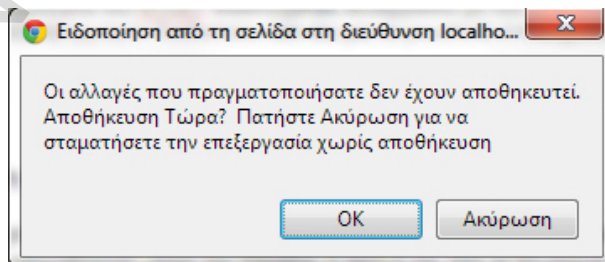 Ειδοποίηση από τη σελίδα στη διεύθυνση localho...
Οι αλλαγές που πραγματοποιήσατε δεν έχουν αποθηκευτεί.
Αποθήκευση Τώρα? Πατήστε Ακύρωση για να
σταματήσετε την επεξεργασία χωρίς αποθήκευση
OK
Ακύρωση